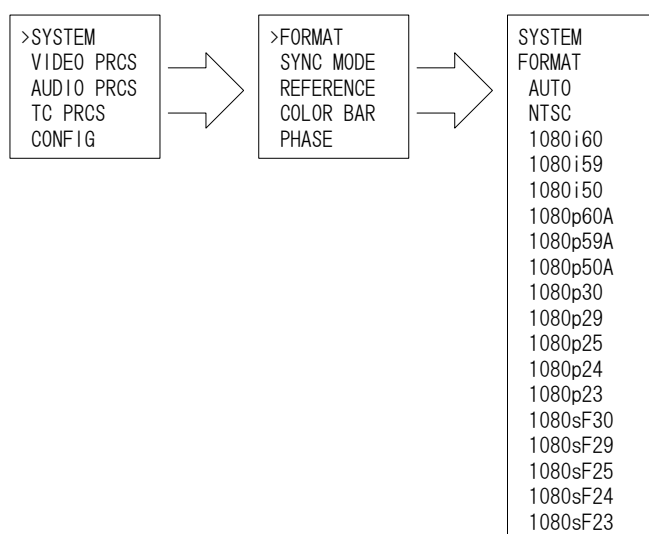 >SYSTEM
VIDEO PRCS
AUDIO PRCS
TC PRCS
CONFIG
>FORMAT
SYNC MODE
REFERENCE
COLOR BAR
PHASE
SYSTEM
FORMAT
AUTO
NTSC
1080i60
1080i59
1080i50
1080p60A
1080p59A
1080p50A
1080p30
1080p29
1080p25
1080p24
1080p23
1080sF30
1080sF29
1080sF25
1080sF24
1080sF23